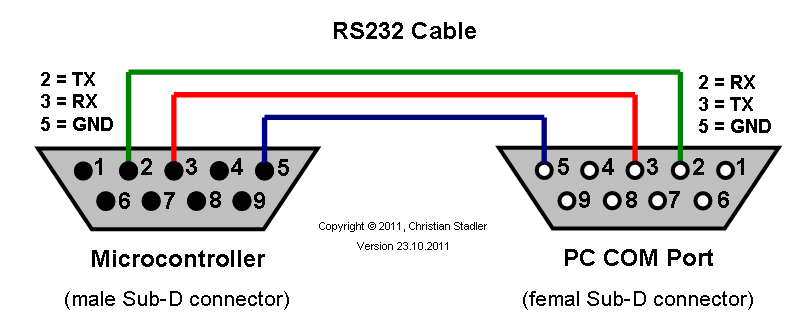 RS232 Cable
2 = TX
3 = RX
5 = GND
2 = RX
3 = TX
5 = GND
1 2 3 4 5
6 7 8 9
5 4 3 2 1
9 8 7 6
Copyright © 2011, Christian Stadler
Version 23.10.2011
Microcontroller
(male Sub-D connector)
PC COM Port
(femal Sub-D connector)